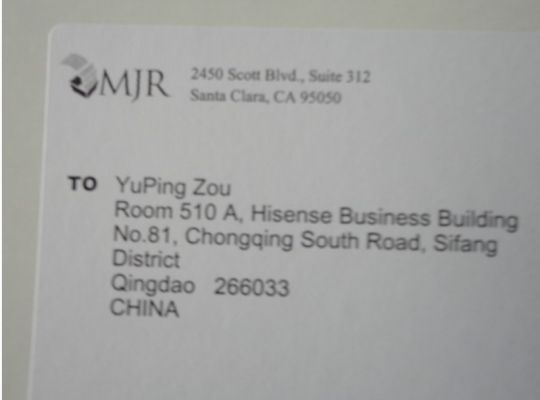 MJR
2450 Scott Blvd., Suite 312
Santa Clara, CA 95050
TO YuPing Zou
Room 510 A, Hisense Business Building
No.81, Chongqing South Road, Sifang
District
Qingdao 266033
CHINA